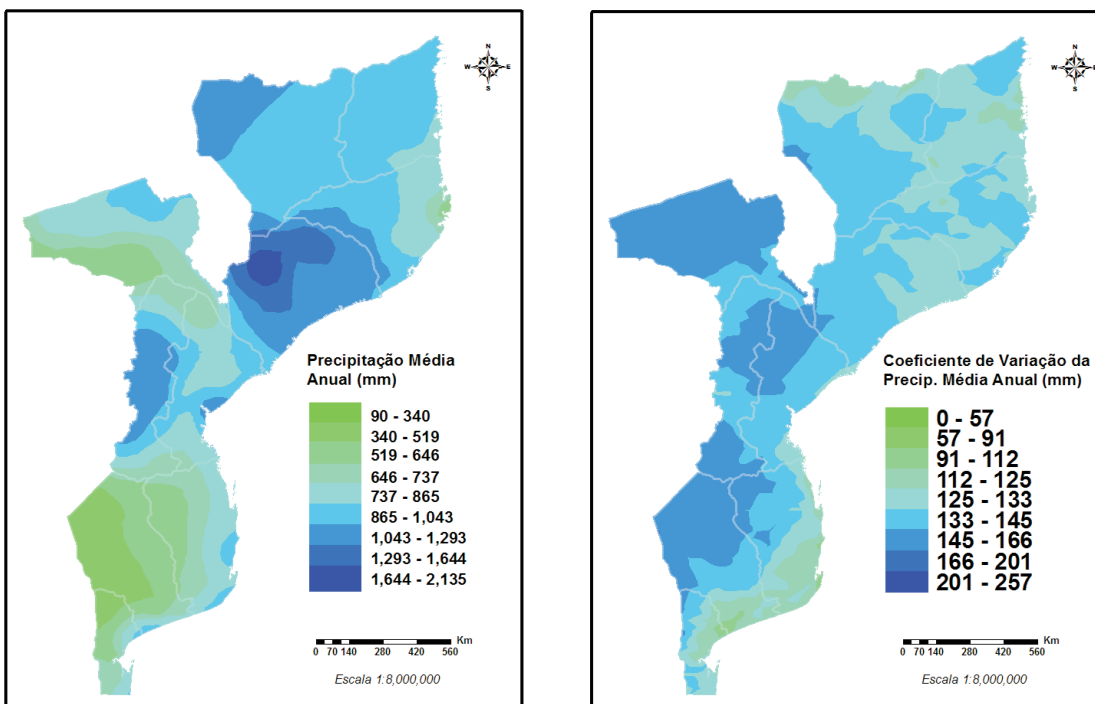 N
W E
S
Precipitação Média
Anual (mm)
90 - 340
340 - 519
519 - 646
646 - 737
737 - 865
865 - 1,043
1,043 - 1,293
1,293 - 1,644
1,644 - 2,135
Km
0 70 140 280 420 560
Escala 1:8,000,000
N
W E
S
Coeficiente de Variação da
Precip. Média Anual (mm)
0 - 57
57 - 91
91 - 112
112 - 125
125 - 133
133 - 145
145 - 166
166 - 201
201 - 257
Km
0 70 140 280 420 560
Escala 1:8,000,000